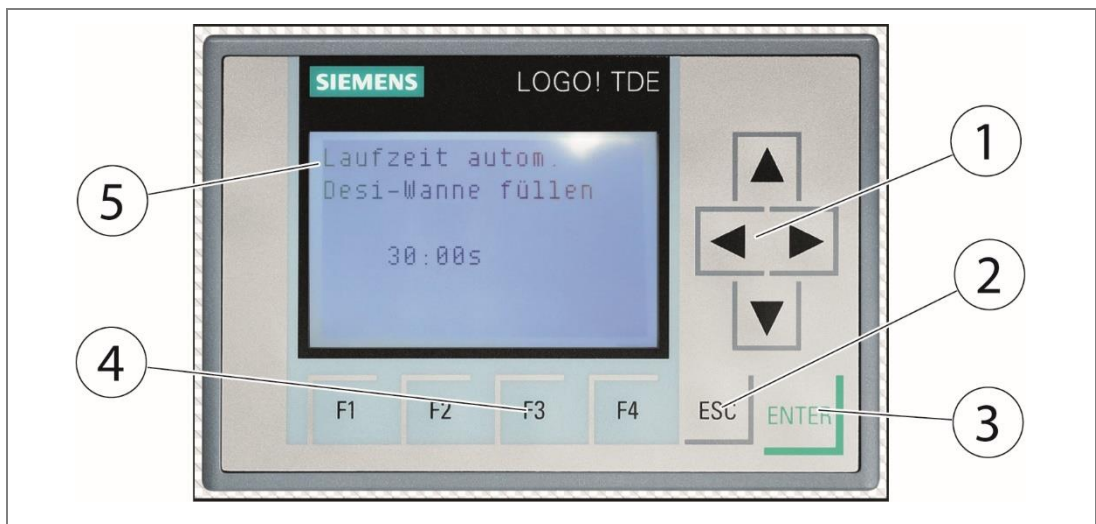 SIEMENS LOGO! TDE
Laufzeit autom.
Desi-Wanne füllen
30:00s
F1 F2 F3 F4 ESC ENTER
1
2
3
4
5